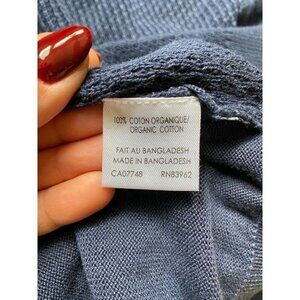 100% COTON ORGANIQUE/
ORGANIC COTTON
FAIT AU BANGLADESH
MADE IN BANGLADESH
CA07748 RN83962